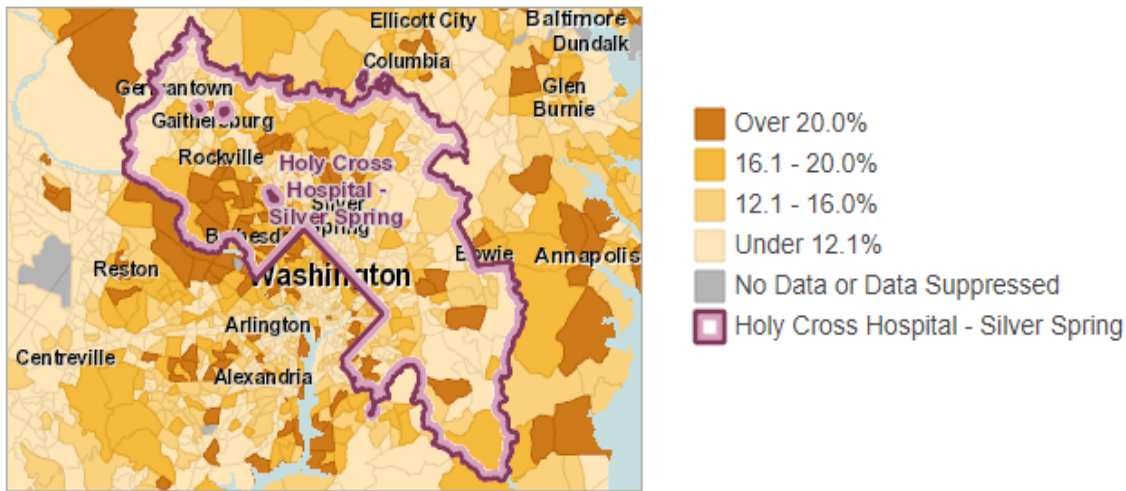 Ellicott City
Baltimore
Dundalk
Columbia
Germantown
Glen
Burnie
Gaithersburg
Rockville
Holy Cross
Hospital -
Silver Spring
Silver
Spring
Bethesda
Bowie
Annapolis
Reston
Washington
Arlington
Centreville
Alexandria
Over 20.0%
16.1 - 20.0%
12.1 - 16.0%
Under 12.1%
No Data or Data Suppressed
Holy Cross Hospital - Silver Spring